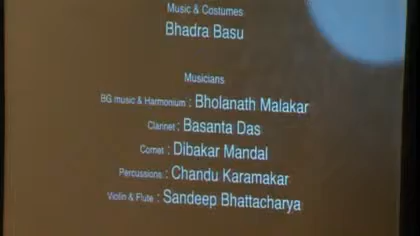 Music & Costumes
Bhadra Basu
Musicians
BG music & Harmonium : Bholanath Malakar
Clarinet : Basanta Das
Cornet : Dibakar Mandal
Percussions : Chandu Karamakar
Violin & Flute : Sandeep Bhattacharya